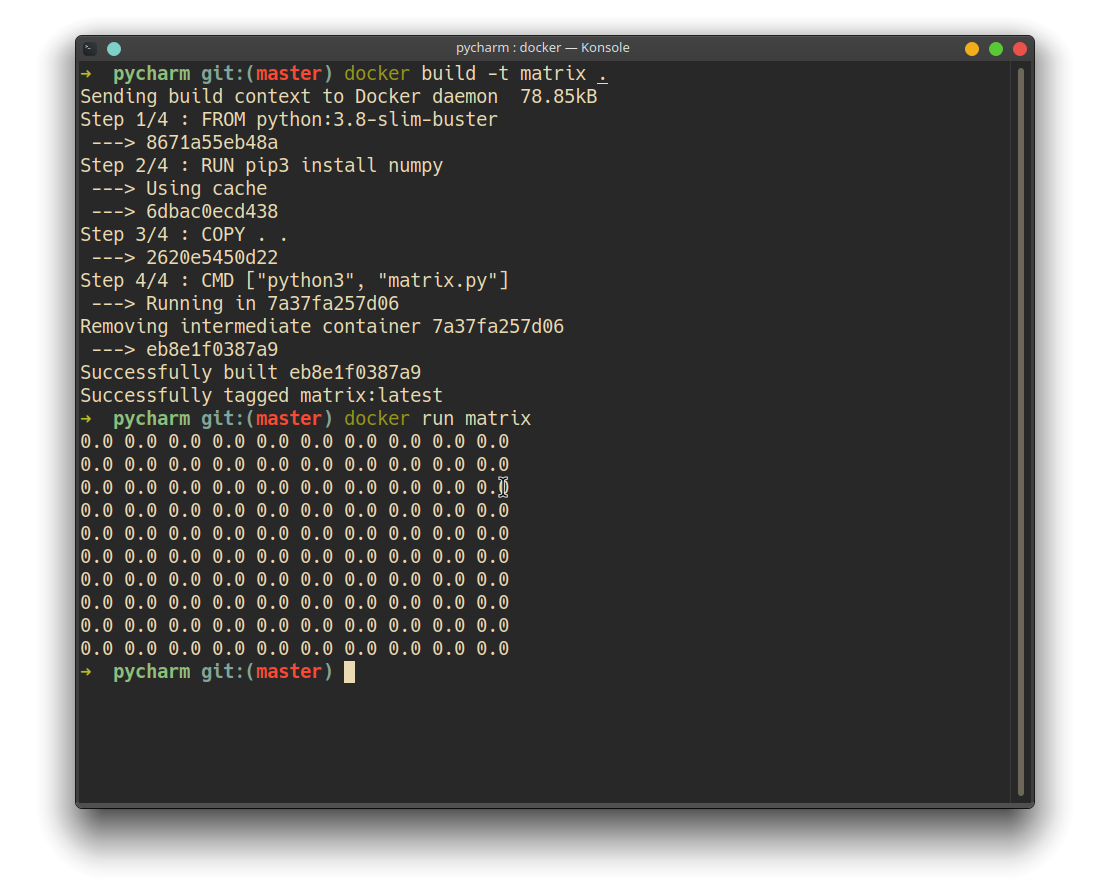 pycharm : docker — Konsole
➜  pycharm git:(master) docker build -t matrix .
Sending build context to Docker daemon  78.85kB
Step 1/4 : FROM python:3.8-slim-buster
 ---> 8671a55eb48a
Step 2/4 : RUN pip3 install numpy
 ---> Using cache
 ---> 6dbac0ecd438
Step 3/4 : COPY . .
 ---> 2620e5450d22
Step 4/4 : CMD ["python3", "matrix.py"]
 ---> Running in 7a37fa257d06
Removing intermediate container 7a37fa257d06
 ---> eb8e1f0387a9
Successfully built eb8e1f0387a9
Successfully tagged matrix:latest
➜  pycharm git:(master) docker run matrix
0.0 0.0 0.0 0.0 0.0 0.0 0.0 0.0 0.0 0.0
0.0 0.0 0.0 0.0 0.0 0.0 0.0 0.0 0.0 0.0
0.0 0.0 0.0 0.0 0.0 0.0 0.0 0.0 0.0 0.0
0.0 0.0 0.0 0.0 0.0 0.0 0.0 0.0 0.0 0.0
0.0 0.0 0.0 0.0 0.0 0.0 0.0 0.0 0.0 0.0
0.0 0.0 0.0 0.0 0.0 0.0 0.0 0.0 0.0 0.0
0.0 0.0 0.0 0.0 0.0 0.0 0.0 0.0 0.0 0.0
0.0 0.0 0.0 0.0 0.0 0.0 0.0 0.0 0.0 0.0
0.0 0.0 0.0 0.0 0.0 0.0 0.0 0.0 0.0 0.0
0.0 0.0 0.0 0.0 0.0 0.0 0.0 0.0 0.0 0.0
➜  pycharm git:(master)